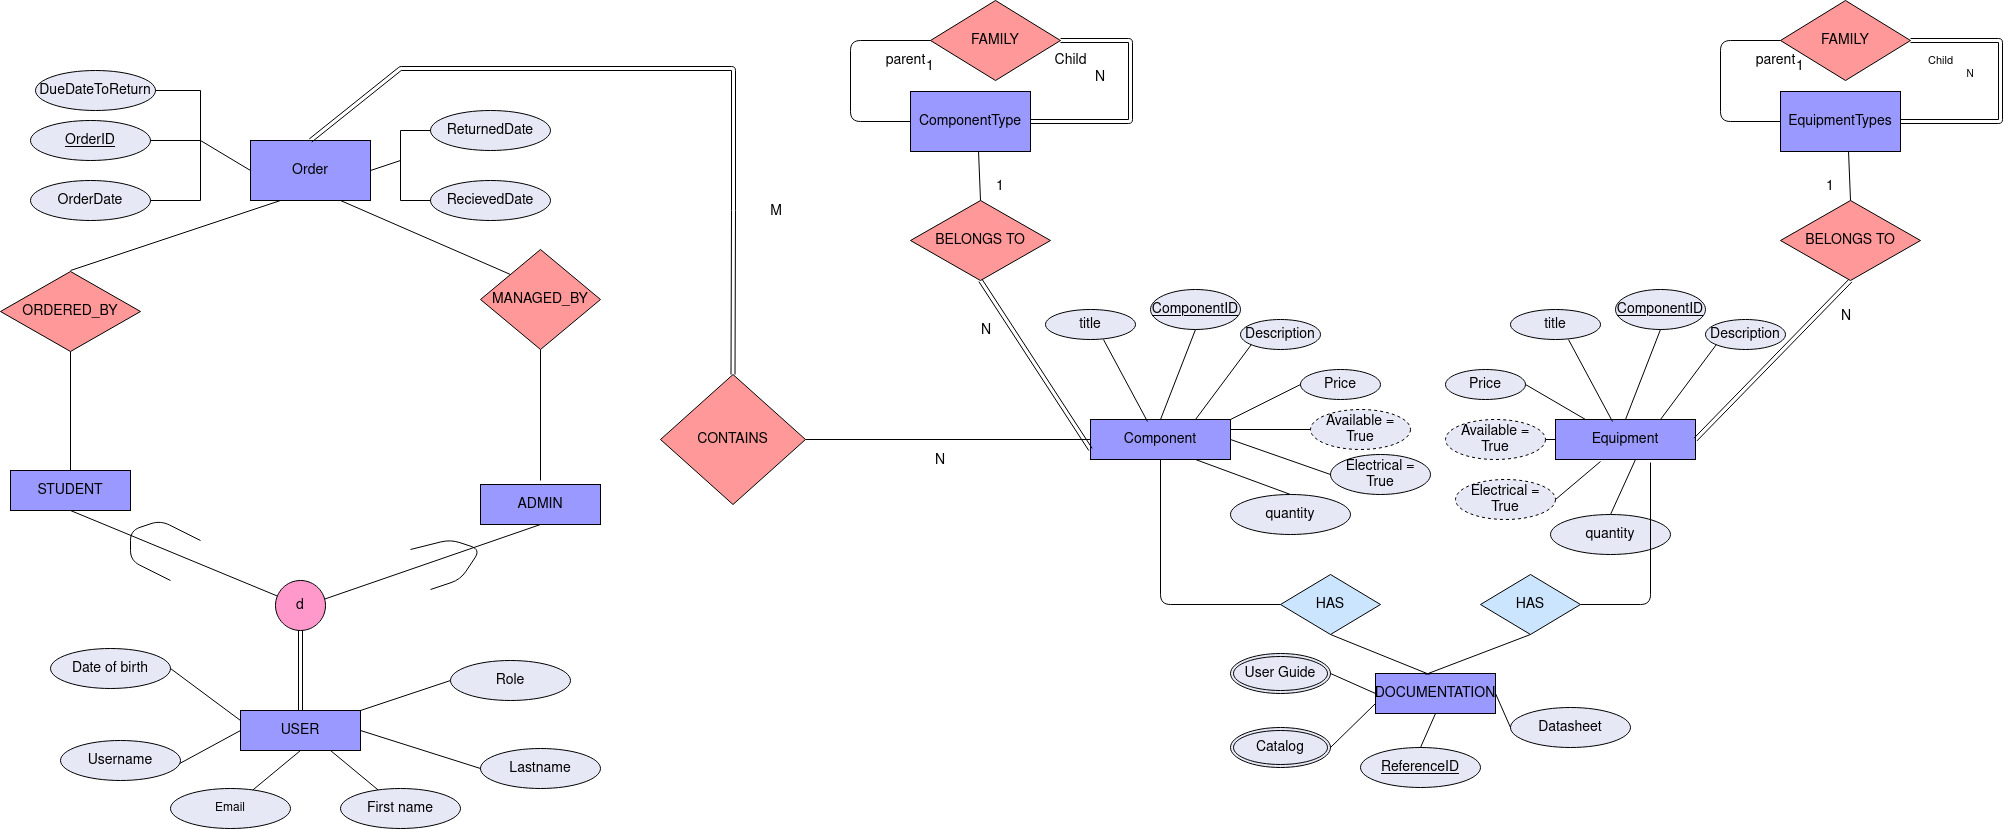 FAMILY
parent
1
Child
N
ComponentType
1
BELONGS TO
N
FAMILY
parent
1
Child
N
EquipmentTypes
1
BELONGS TO
N
DueDateToReturn
OrderID
OrderDate
Order
ReturnedDate
RecievedDate
M
ORDERED_BY
MANAGED_BY
CONTAINS
N
title
ComponentID
Description
Price
Available =
True
Electrical =
True
quantity
Component
title
ComponentID
Description
Price
Available =
True
Electrical =
True
quantity
Equipment
STUDENT
ADMIN
d
HAS
HAS
Date of birth
Role
USER
Username
Lastname
Email
First name
User Guide
DOCUMENTATION
Catalog
ReferenceID
Datasheet